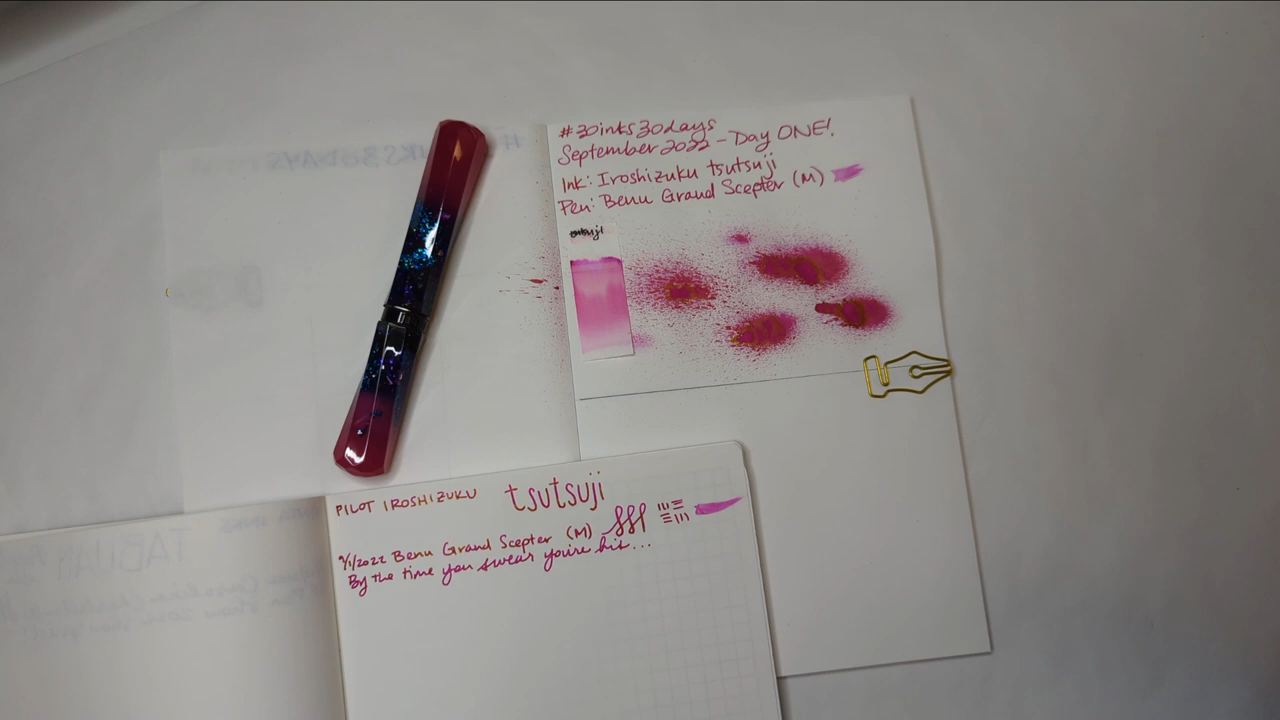 #30inks30days
September 2022 - Day ONE!
Ink: Iroshizuku tsutsuji
Pen: Benu Grand Scepter (M)
tsutsuji
PILOT IROSHIZUKU tsutsuji
9/1/2022 Benu Grand Scepter (M)
By the time you swear you're his...